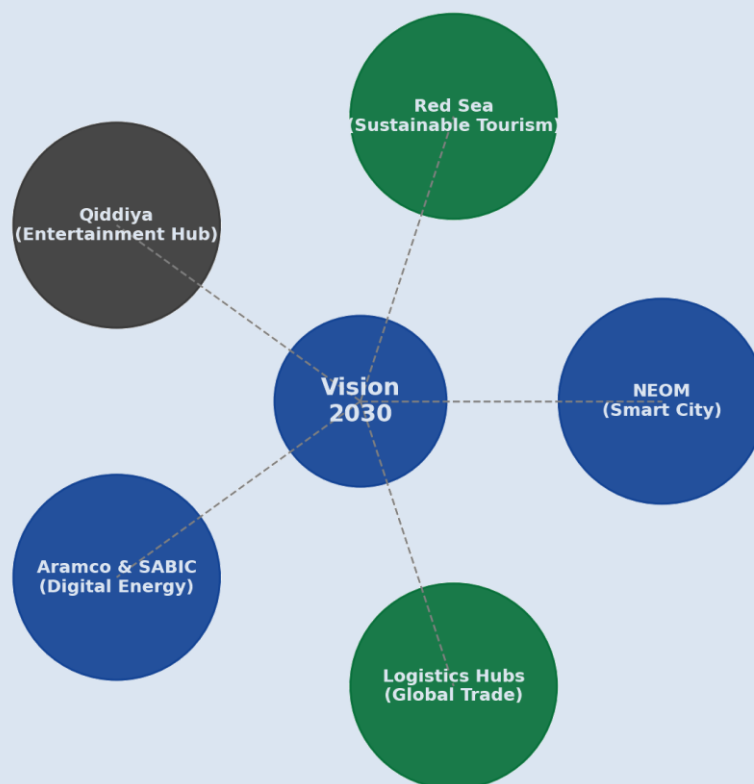 Red Sea
(Sustainable Tourism)
Qiddiya
(Entertainment Hub)
Vision
2030
NEOM
(Smart City)
Aramco & SABIC
(Digital Energy)
Logistics Hubs
(Global Trade)